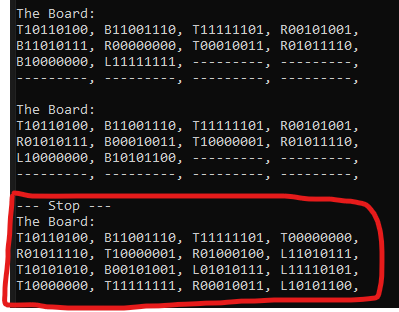 The Board:
T10110100, B11001110, T11111101, R00101001,
B11010111, R00000000, T00010011, R01011110,
B10000000, L11111111, ---------, ---------,
---------, ---------, ---------, ---------,
The Board:
T10110100, B11001110, T11111101, R00101001,
R01010111, B00010011, T10000001, R01011110,
L10000000, B10101100, ---------, ---------,
---------, ---------, ---------, ---------,
--- Stop ---
The Board:
T10110100, B11001110, T11111101, T00000000,
R01011110, T10000001, R01000100, L11010111,
T10101010, B00101001, L01010111, L11110101,
T10000000, T11111111, R00010011, L10101100,